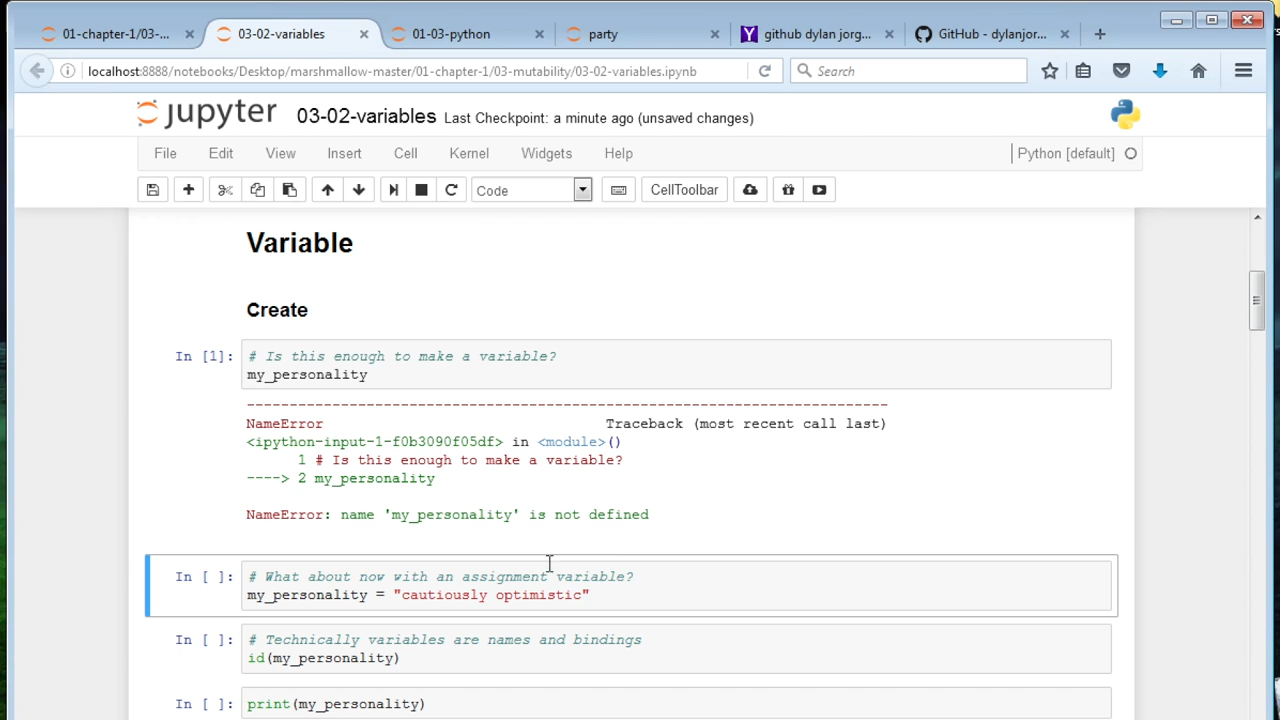 01-chapter-1/03-...
03-02-variables
01-03-python
party
github dylan jorg...
GitHub - dylanjor...
localhost:8888/notebooks/Desktop/marshmallow-master/01-chapter-1/03-mutability/03-02-variables.ipynb
Search
jupyter 03-02-variables Last Checkpoint: a minute ago (unsaved changes)
File Edit View Insert Cell Kernel Widgets Help Python [default]
Code CellToolbar
Variable
Create
In [1]: # Is this enough to make a variable?
my_personality
---------------------------------------------------------------------------
NameError Traceback (most recent call last)
<ipython-input-1-f0b3090f05df> in <module>()
1 # Is this enough to make a variable?
----> 2 my_personality
NameError: name 'my_personality' is not defined
In [ ]: # What about now with an assignment variable?
my_personality = "cautiously optimistic"
In [ ]: # Technically variables are names and bindings
id(my_personality)
In [ ]: print(my_personality)